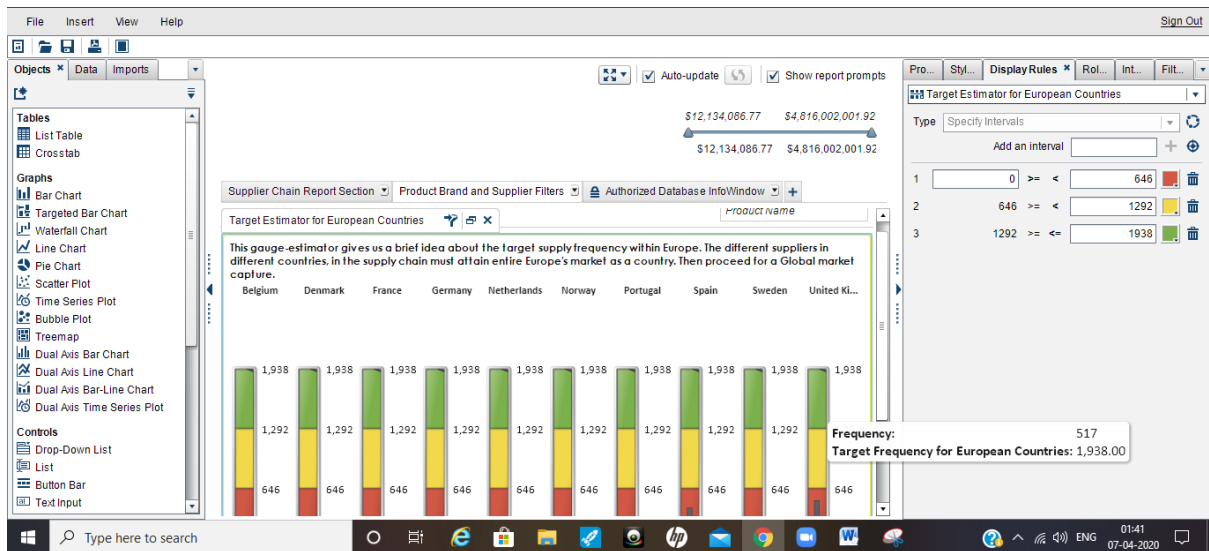 File Insert View Help Sign Out
Objects Data Imports
Tables
List Table
Crosstab
Graphs
Bar Chart
Targeted Bar Chart
Waterfall Chart
Line Chart
Pie Chart
Scatter Plot
Time Series Plot
Bubble Plot
Treemap
Dual Axis Bar Chart
Dual Axis Line Chart
Dual Axis Bar-Line Chart
Dual Axis Time Series Plot
Controls
Drop-Down List
List
Button Bar
Text Input
Auto-update Show report prompts
$12,134,086.77 $4,816,002,001.92
$12,134,086.77 $4,816,002,001.92
Supplier Chain Report Section Product Brand and Supplier Filters Authorized Database InfoWindow +
Product Name
Target Estimator for European Countries
This gauge-estimator gives us a brief idea about the target supply frequency within Europe. The different suppliers in
different countries, in the supply chain must attain entire Europe's market as a country. Then proceed for a Global market
capture.
Belgium Denmark France Germany Netherlands Norway Portugal Spain Sweden United Ki...
1,938 1,938 1,938 1,938 1,938 1,938 1,938 1,938 1,938 1,938
1,292 1,292 1,292 1,292 1,292 1,292 1,292 1,292 1,292
646 646 646 646 646 646 646 646 646 646
Frequency: 517
Target Frequency for European Countries: 1,938.00
Pro... Styl... Display Rules Rol... Int... Filt...
Target Estimator for European Countries
Type Specify Intervals
Add an interval
1 0 >= < 646
2 646 >= < 1292
3 1292 >= <= 1938
Type here to search
ENG 01:41
07-04-2020